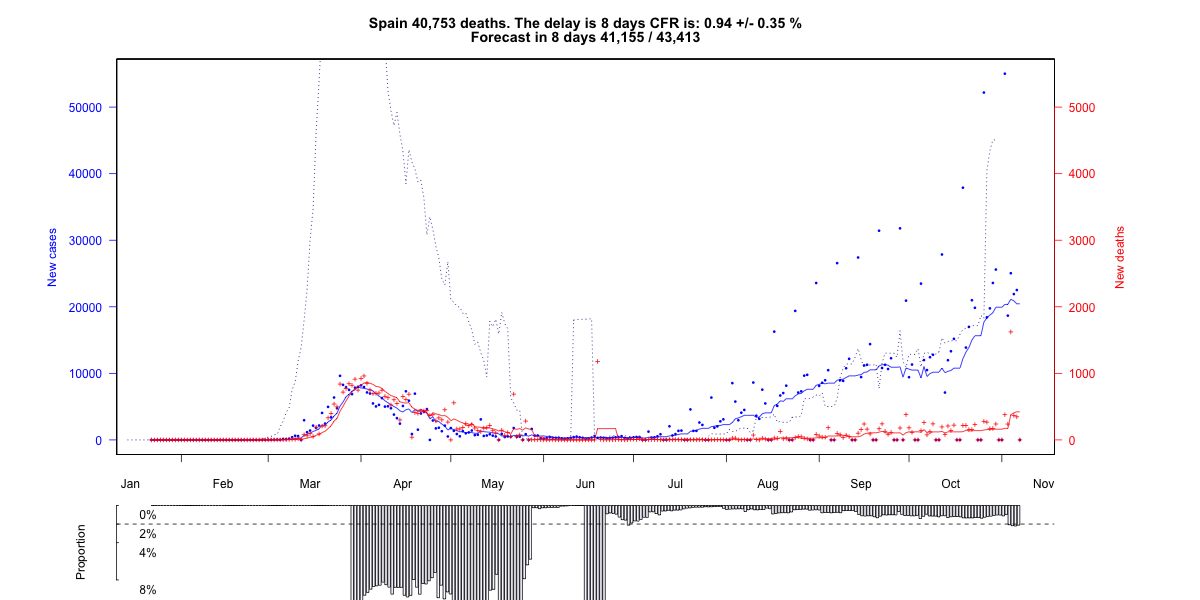 Spain 40,753 deaths. The delay is 8 days CFR is: 0.94 +/- 0.35 %
Forecast in 8 days 41,155 / 43,413
New cases
50000
40000
30000
20000
10000
0
5000
4000
3000
2000
1000
0
New deaths
Jan Feb Mar Apr May Jun Jul Aug Sep Oct Nov
Proportion
0%
2%
4%
8%